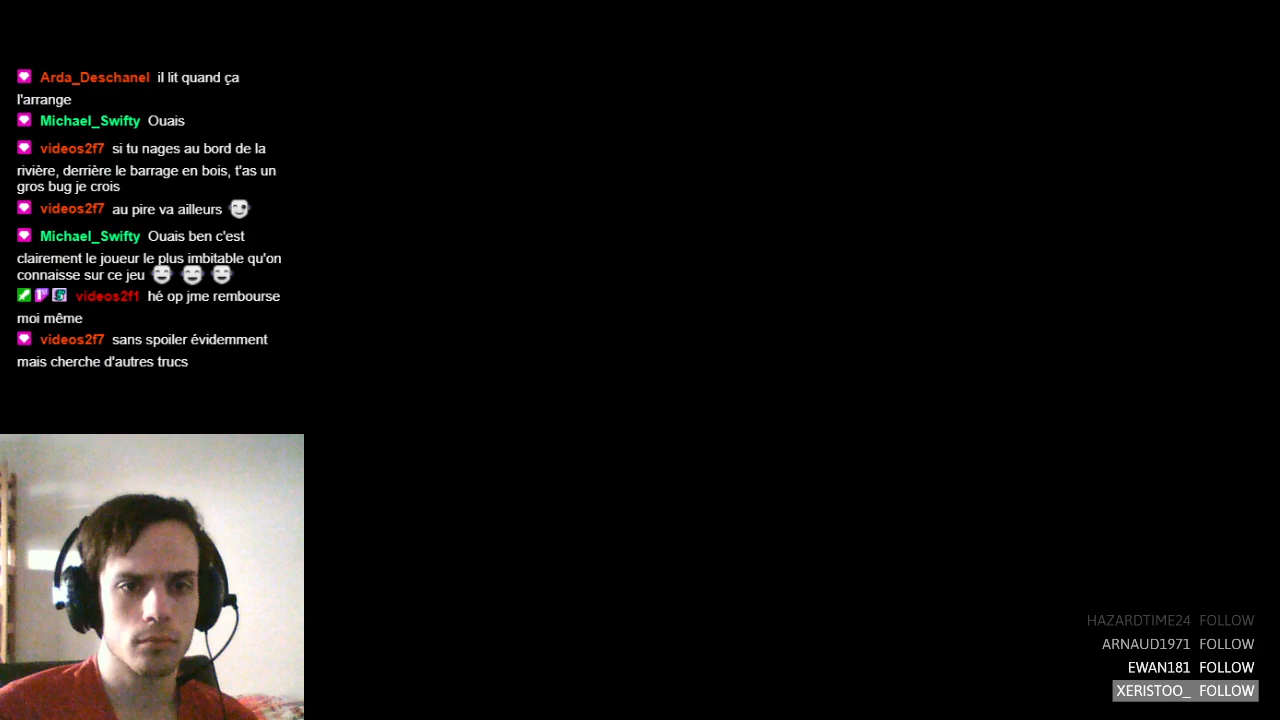 Arda_Deschanel il lit quand ça
l'arrange
Michael_Swifty Ouais
videos2f7 si tu nages au bord de la
rivière, derrière le barrage en bois, t'as un
gros bug je crois
videos2f7 au pire va ailleurs
Michael_Swifty Ouais ben c'est
clairement le joueur le plus imbitable qu'on
connaisse sur ce jeu
videos2f1 hé op jme rembourse
moi même
videos2f7 sans spoiler évidemment
mais cherche d'autres trucs
HAZARDTIME24 FOLLOW
ARNAUD1971 FOLLOW
EWAN181 FOLLOW
XERISTOO_ FOLLOW